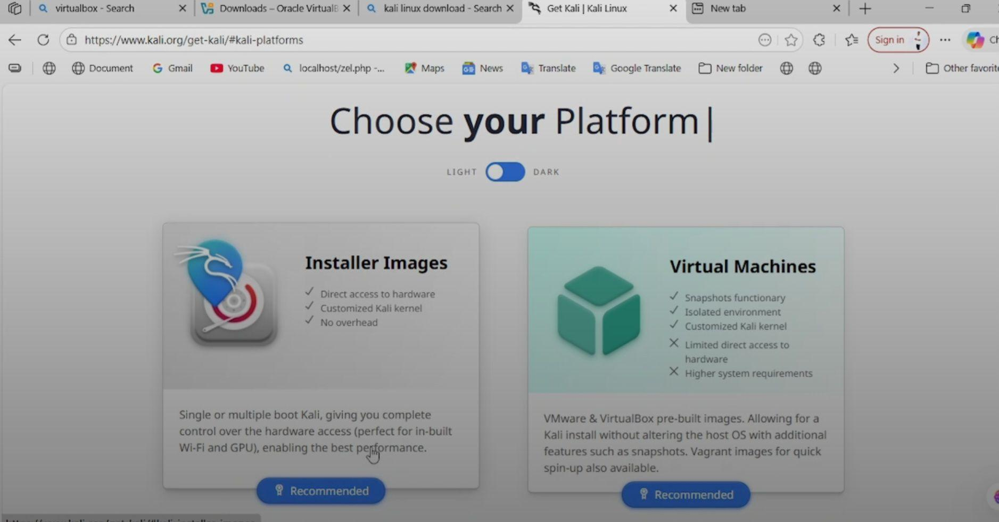 virtualbox - Search
Downloads – Oracle VirtualB
kali linux download - Search
Get Kali | Kali Linux
New tab
https://www.kali.org/get-kali/#kali-platforms
Sign in
Document
Gmail
YouTube
localhost/zel.php -...
Maps
News
Translate
Google Translate
New folder
Other favorite
Choose your Platform|
LIGHT
DARK
Installer Images
✓ Direct access to hardware
✓ Customized Kali kernel
✓ No overhead
Single or multiple boot Kali, giving you complete
control over the hardware access (perfect for in-built
Wi-Fi and GPU), enabling the best performance.
Recommended
Virtual Machines
✓ Snapshots functionary
✓ Isolated environment
✓ Customized Kali kernel
✕ Limited direct access to
hardware
✕ Higher system requirements
VMware & VirtualBox pre-built images. Allowing for a
Kali install without altering the host OS with additional
features such as snapshots. Vagrant images for quick
spin-up also available.
Recommended